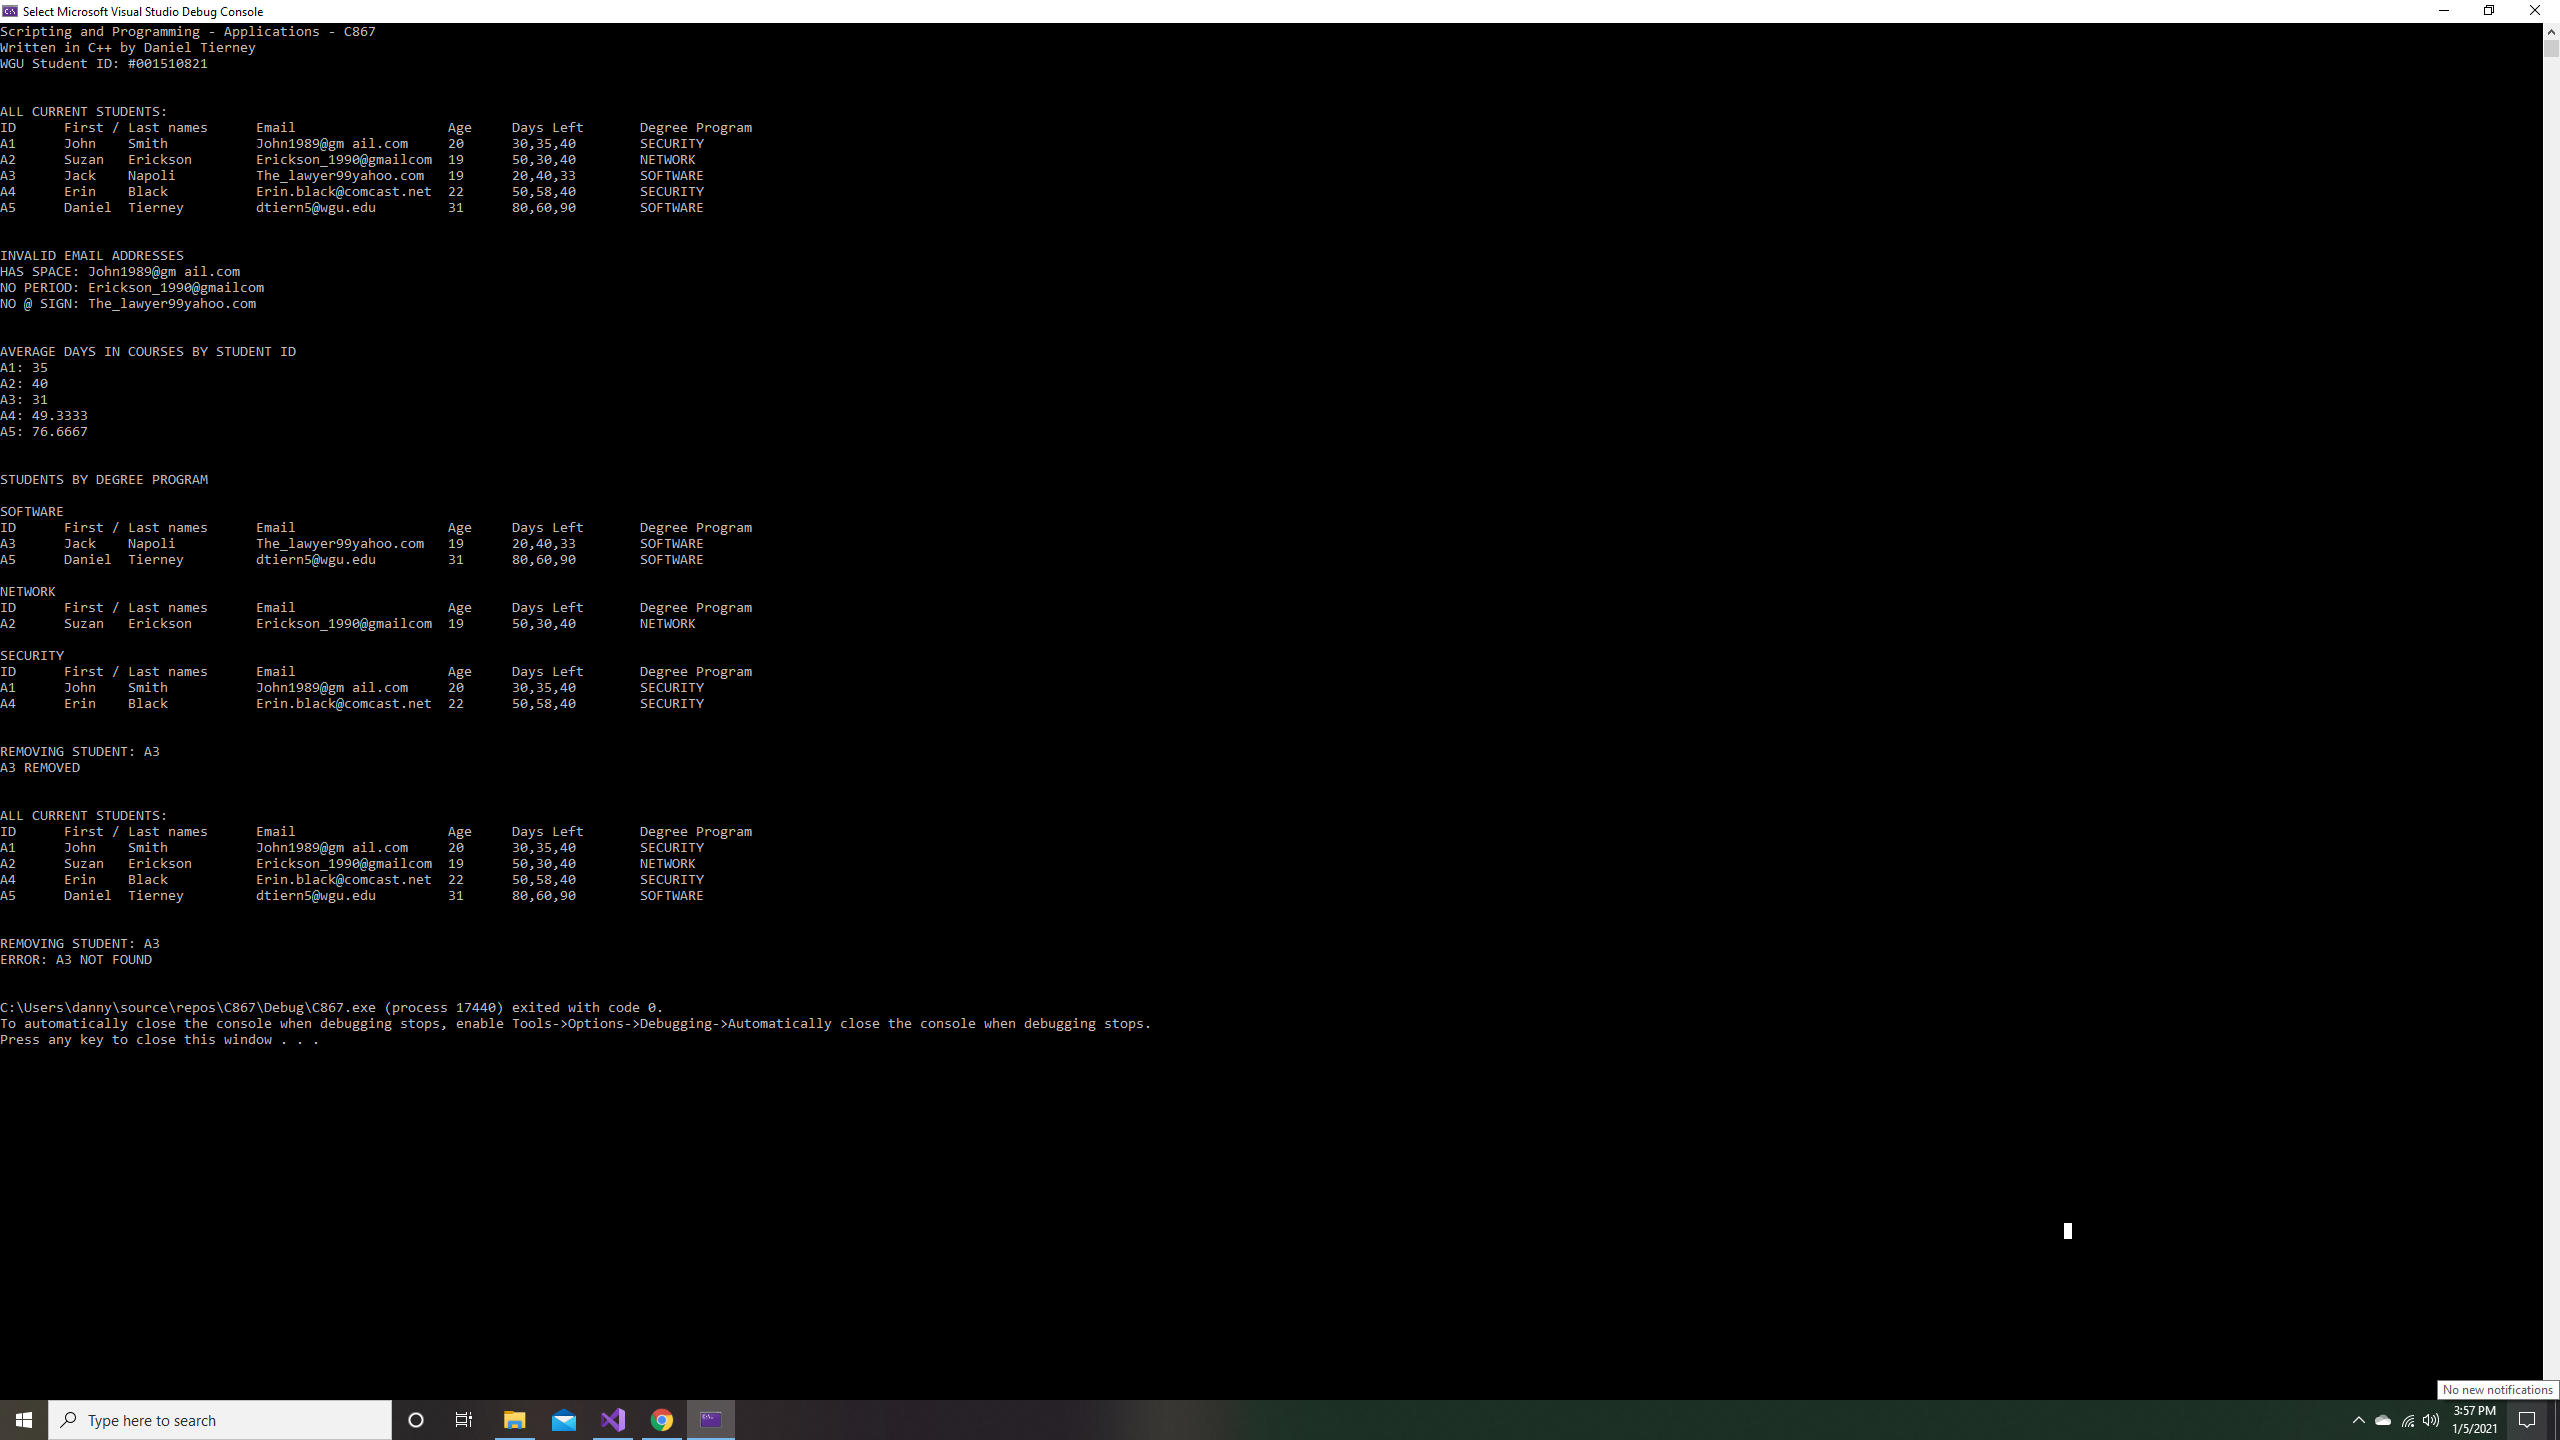 Select Microsoft Visual Studio Debug Console
Scripting and Programming - Applications - C867
Written in C++ by Daniel Tierney
WGU Student ID: #001510821
ALL CURRENT STUDENTS:
ID First / Last names Email Age Days Left Degree Program
A1 John Smith John1989@gm ail.com 20 30,35,40 SECURITY
A2 Suzan Erickson Erickson_1990@gmailcom 19 50,30,40 NETWORK
A3 Jack Napoli The_lawyer99yahoo.com 19 20,40,33 SOFTWARE
A4 Erin Black Erin.black@comcast.net 22 50,58,40 SECURITY
A5 Daniel Tierney dtiern5@wgu.edu 31 80,60,90 SOFTWARE
INVALID EMAIL ADDRESSES
HAS SPACE: John1989@gm ail.com
NO PERIOD: Erickson_1990@gmailcom
NO @ SIGN: The_lawyer99yahoo.com
AVERAGE DAYS IN COURSES BY STUDENT ID
A1: 35
A2: 40
A3: 31
A4: 49.3333
A5: 76.6667
STUDENTS BY DEGREE PROGRAM
SOFTWARE
ID First / Last names Email Age Days Left Degree Program
A3 Jack Napoli The_lawyer99yahoo.com 19 20,40,33 SOFTWARE
A5 Daniel Tierney dtiern5@wgu.edu 31 80,60,90 SOFTWARE
NETWORK
ID First / Last names Email Age Days Left Degree Program
A2 Suzan Erickson Erickson_1990@gmailcom 19 50,30,40 NETWORK
SECURITY
ID First / Last names Email Age Days Left Degree Program
A1 John Smith John1989@gm ail.com 20 30,35,40 SECURITY
A4 Erin Black Erin.black@comcast.net 22 50,58,40 SECURITY
REMOVING STUDENT: A3
A3 REMOVED
ALL CURRENT STUDENTS:
ID First / Last names Email Age Days Left Degree Program
A1 John Smith John1989@gm ail.com 20 30,35,40 SECURITY
A2 Suzan Erickson Erickson_1990@gmailcom 19 50,30,40 NETWORK
A4 Erin Black Erin.black@comcast.net 22 50,58,40 SECURITY
A5 Daniel Tierney dtiern5@wgu.edu 31 80,60,90 SOFTWARE
REMOVING STUDENT: A3
ERROR: A3 NOT FOUND
C:\Users\danny\source\repos\C867\Debug\C867.exe (process 17440) exited with code 0.
To automatically close the console when debugging stops, enable Tools->Options->Debugging->Automatically close the console when debugging stops.
Press any key to close this window . . .
No new notifications
Type here to search
3:57 PM
1/5/2021